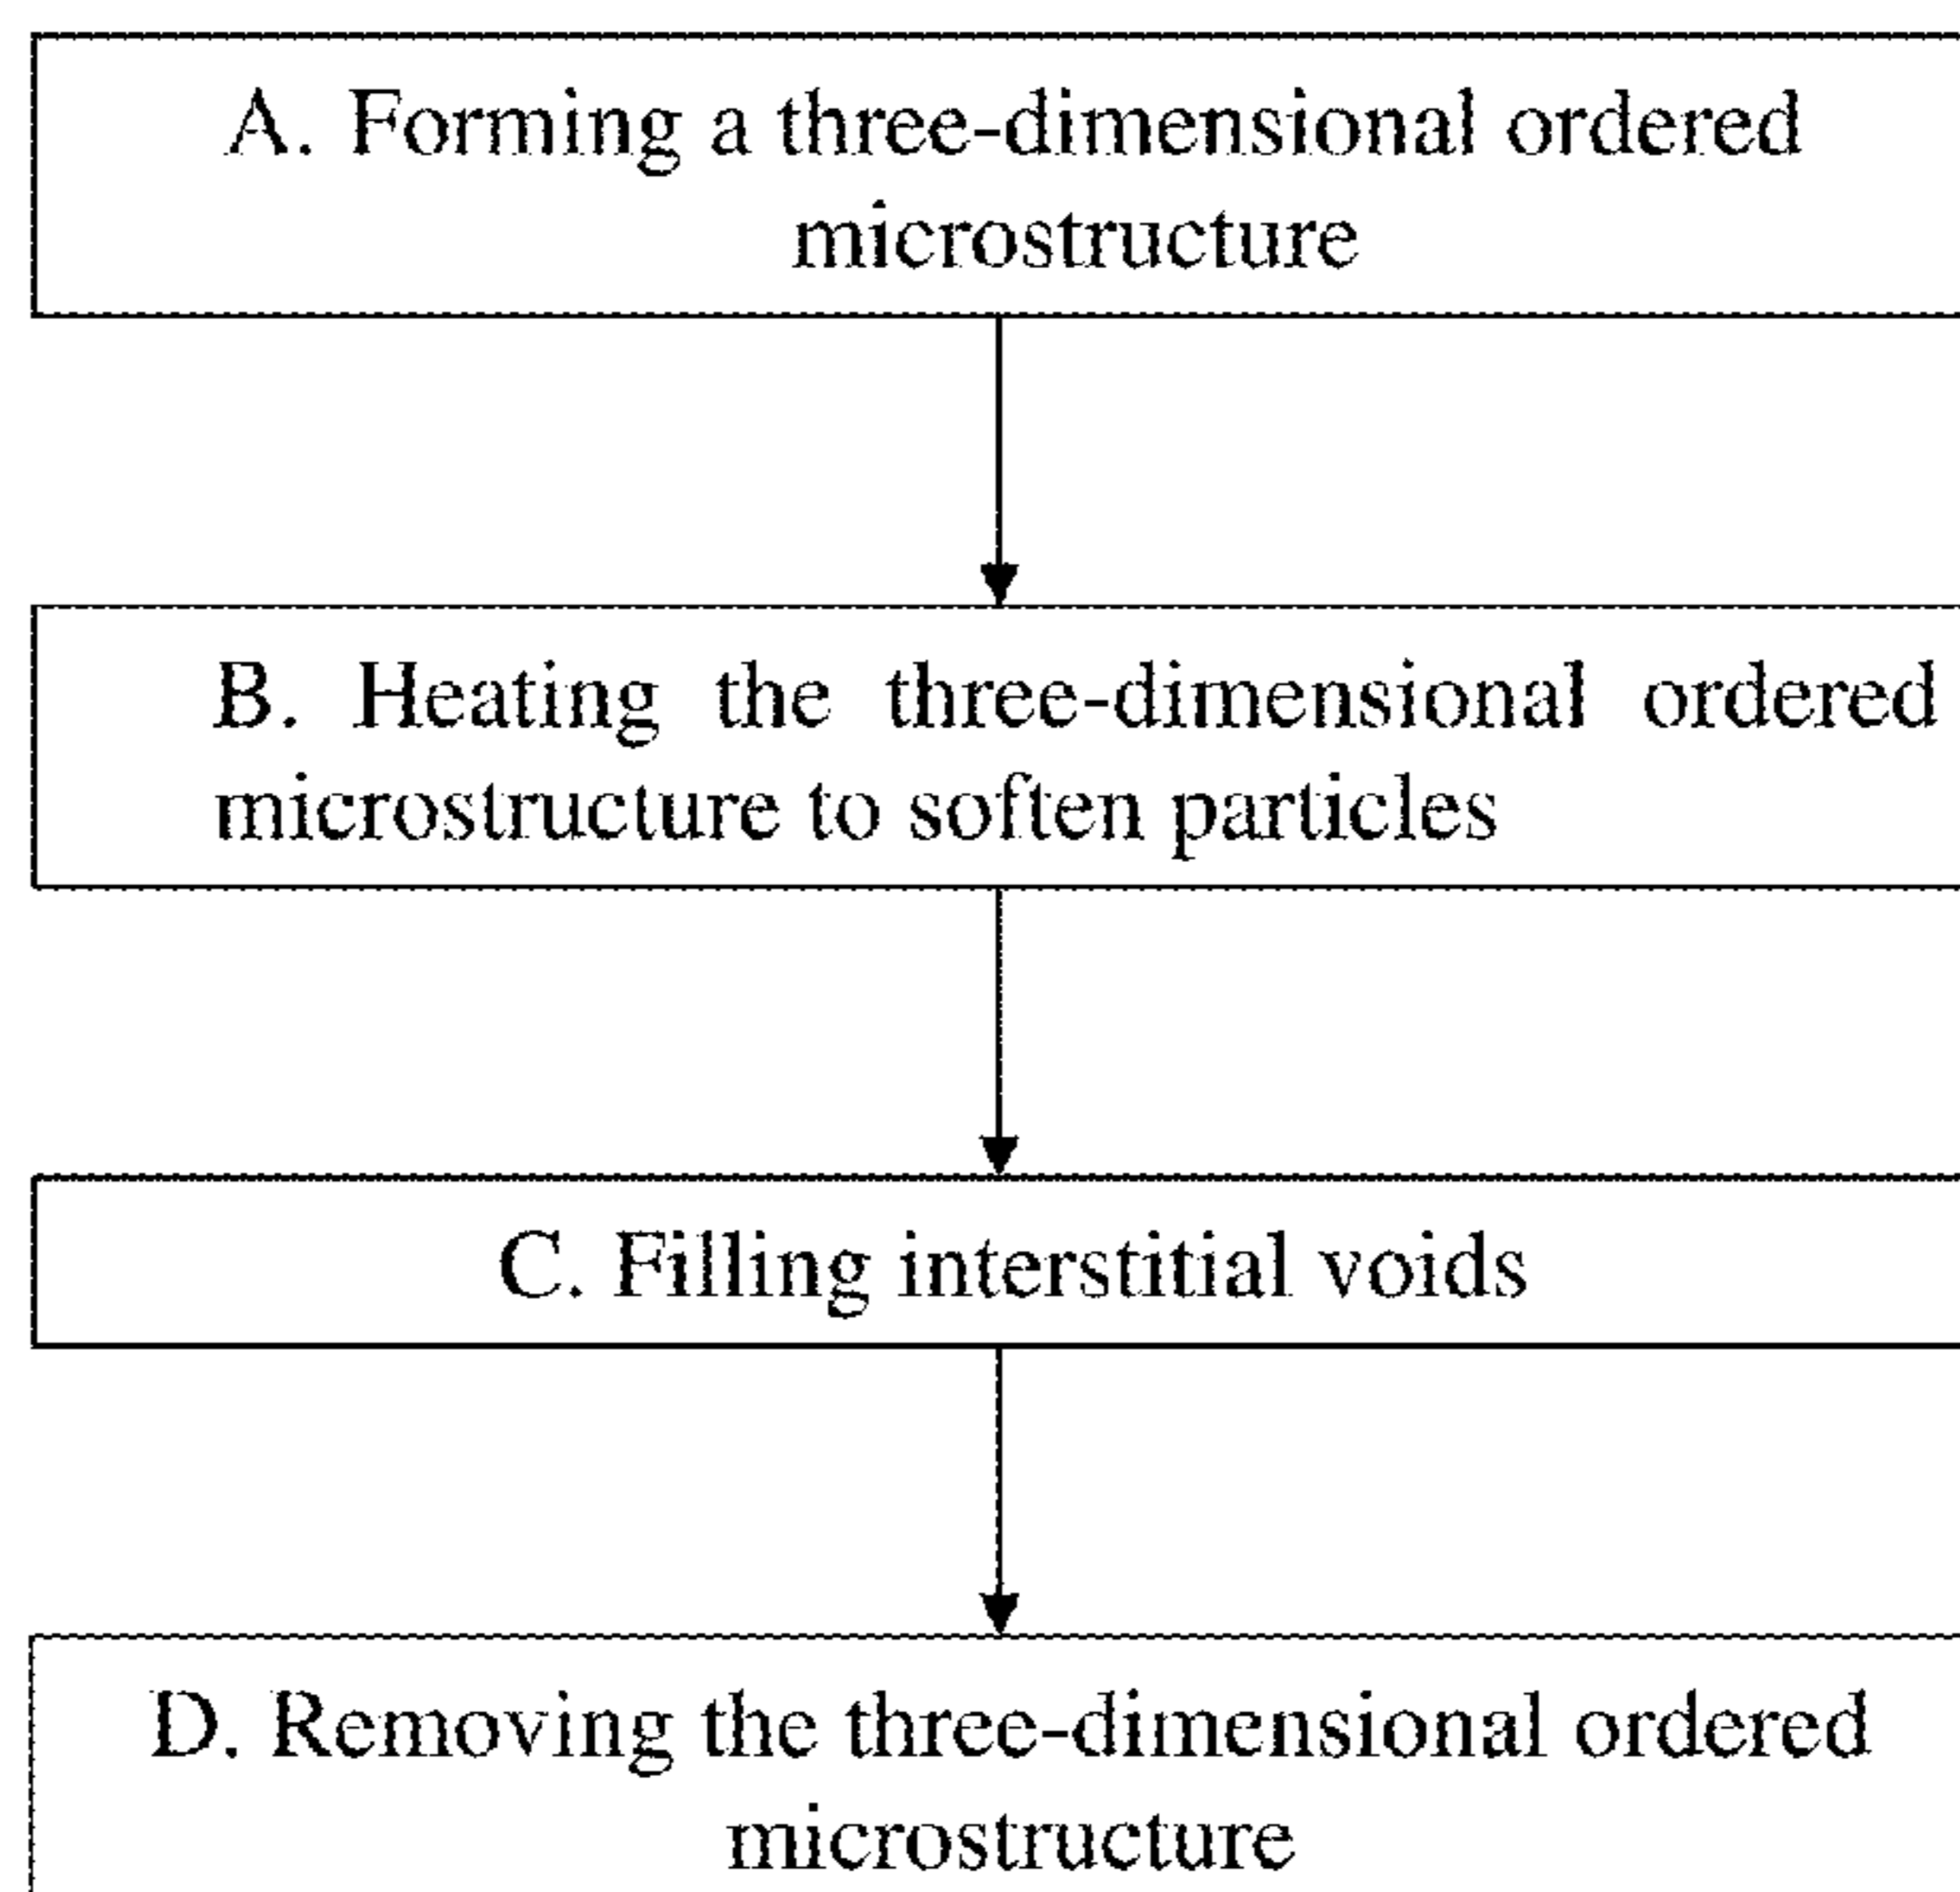 A. Forming a three-dimensional ordered
microstructure
B. Heating the three-dimensional ordered
microstructure to soften particles
C. Filling interstitial voids
D. Removing the three-dimensional ordered
microstructure